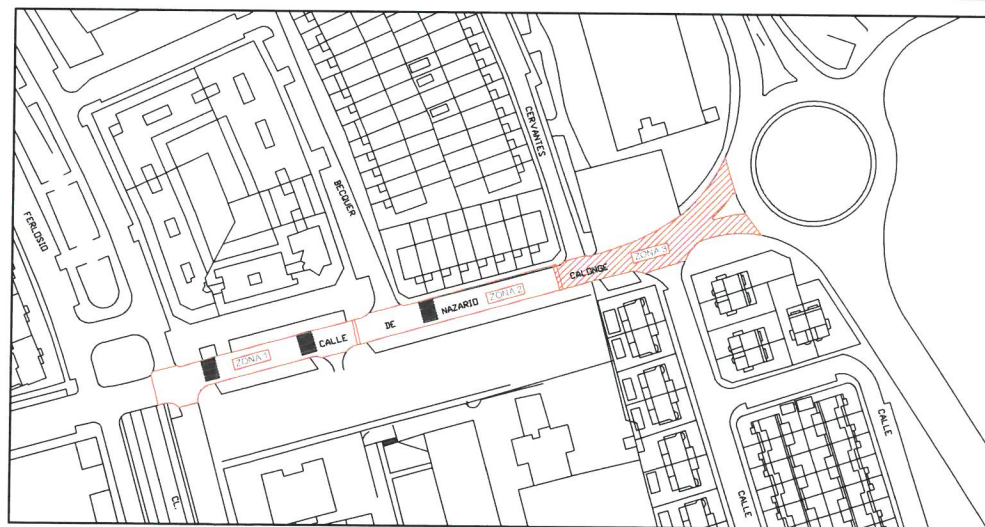 CERVANTES
BECQUER
FERLOSIO
ZONA 3
CALONGE
ZONA 2
NAZARIO
DE
CALLE
ZONA 1
CALLE
CALLE
CL.